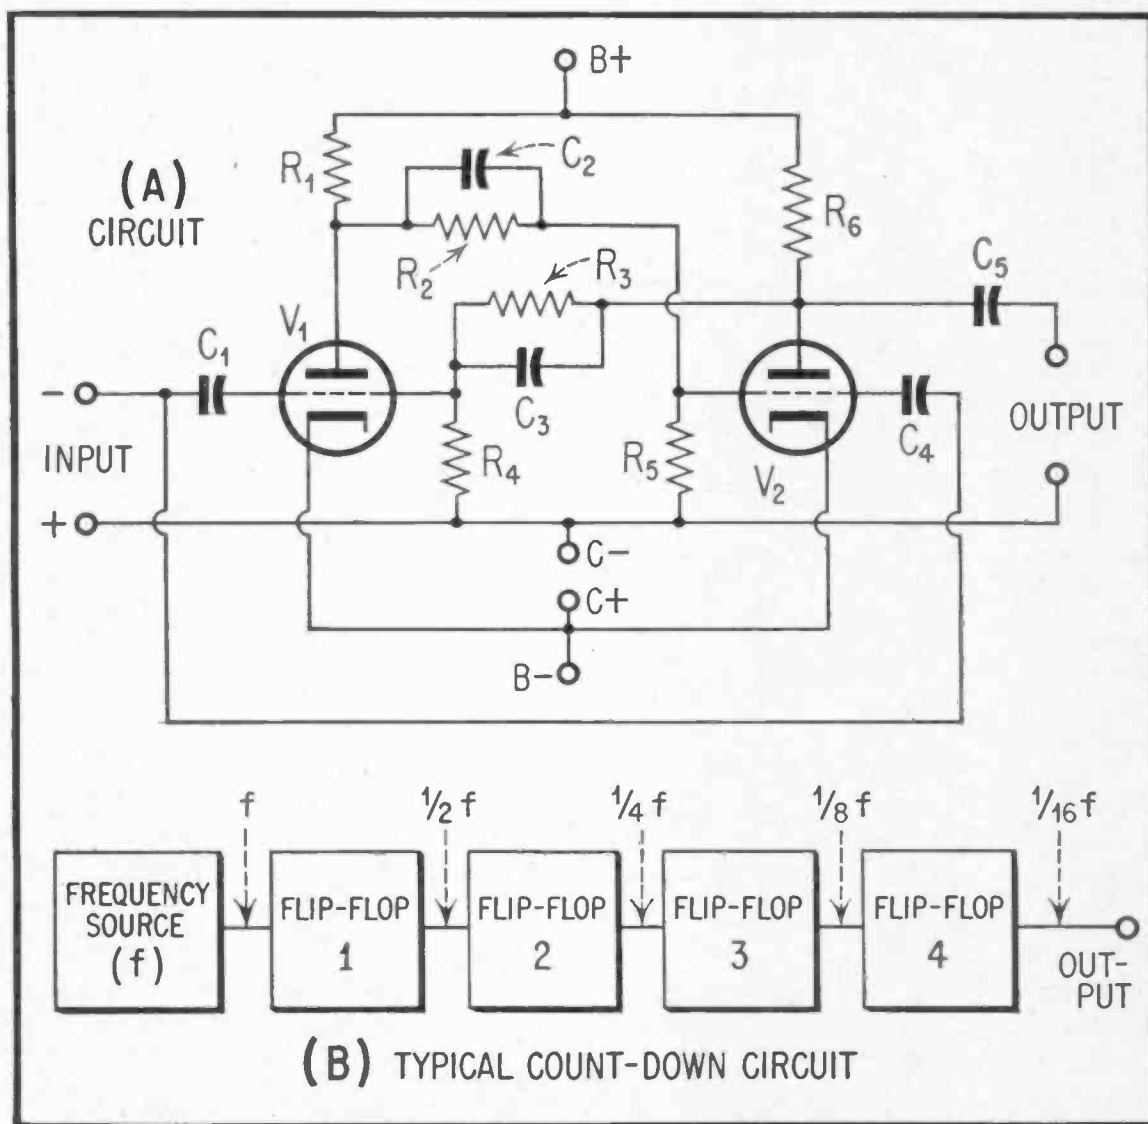 B+
(A)
CIRCUIT
R1
C2
R2
R3
R6
C5
V1
C1
C3
-
INPUT
+
R4
R5
V2
C4
OUTPUT
C-
C+
B-
f
1/2 f
1/4 f
1/8 f
1/16 f
FREQUENCY
SOURCE
(f)
FLIP-FLOP
1
FLIP-FLOP
2
FLIP-FLOP
3
FLIP-FLOP
4
OUT-
PUT
(B) TYPICAL COUNT-DOWN CIRCUIT